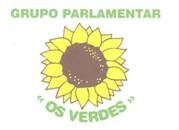 GRUPO PARLAMENTAR
« OS VERDES »